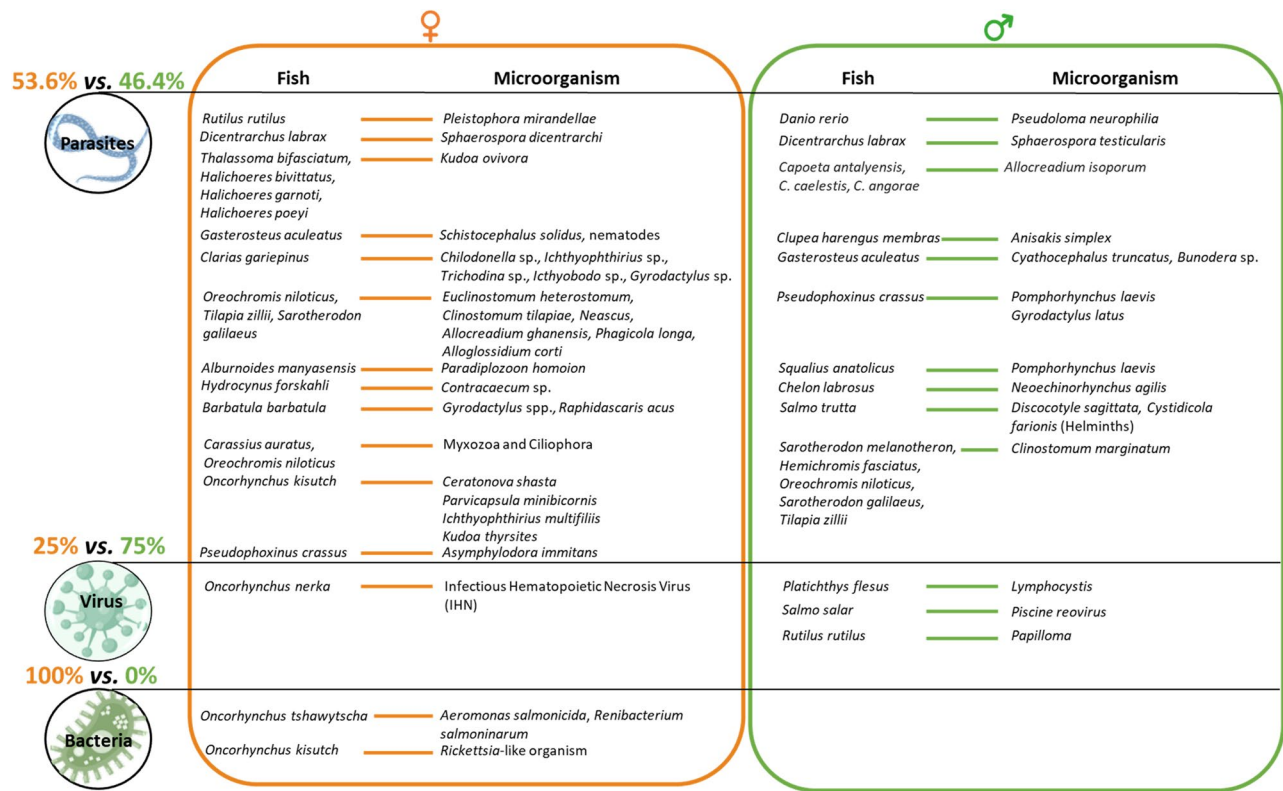 ♀
♂
53.6% vs. 46.4%
Fish
Microorganism
Fish
Microorganism
Parasites
Rutilus rutilus
Pleistophora mirandellae
Dicentrarchus labrax
Sphaerospora dicentrarchi
Thalassoma bifasciatum,
Halichoeres bivittatus,
Halichoeres garnoti,
Halichoeres poeyi
Kudoa ovivora
Gasterosteus aculeatus
Schistocephalus solidus, nematodes
Clarias gariepinus
Chilodonella sp., Ichthyophthirius sp.,
Trichodina sp., Icthyobodo sp., Gyrodactylus sp.
Oreochromis niloticus,
Tilapia zillii, Sarotherodon
galilaeus
Euclinostomum heterostomum,
Clinostomum tilapiae, Neascus,
Allocreadium ghanensis, Phagicola longa,
Alloglossidium corti
Alburnoides manyasensis
Paradiplozoon homoion
Hydrocynus forskahli
Contracaecum sp.
Barbatula barbatula
Gyrodactylus spp., Raphidascaris acus
Carassius auratus,
Oreochromis niloticus
Myxozoa and Ciliophora
Oncorhynchus kisutch
Ceratonova shasta
Parvicapsula minibicornis
Ichthyophthirius multifiliis
Kudoa thyrsites
Pseudophoxinus crassus
Asymphylodora immitans
Danio rerio
Pseudoloma neurophilia
Dicentrarchus labrax
Sphaerospora testicularis
Capoeta antalyensis,
C. caelestis, C. angorae
Allocreadium isoporum
Clupea harengus membras
Anisakis simplex
Gasterosteus aculeatus
Cyathocephalus truncatus, Bunodera sp.
Pseudophoxinus crassus
Pomphorhynchus laevis
Gyrodactylus latus
Squalius anatolicus
Pomphorhynchus laevis
Chelon labrosus
Neoechinorhynchus agilis
Salmo trutta
Discocotyle sagittata, Cystidicola
farionis (Helminths)
Sarotherodon melanotheron,
Hemichromis fasciatus,
Oreochromis niloticus,
Sarotherodon galilaeus,
Tilapia zillii
Clinostomum marginatum
25% vs. 75%
Virus
Oncorhynchus nerka
Infectious Hematopoietic Necrosis Virus
(IHN)
Platichthys flesus
Lymphocystis
Salmo salar
Piscine reovirus
Rutilus rutilus
Papilloma
100% vs. 0%
Bacteria
Oncorhynchus tshawytscha
Aeromonas salmonicida, Renibacterium
salmoninarum
Oncorhynchus kisutch
Rickettsia-like organism